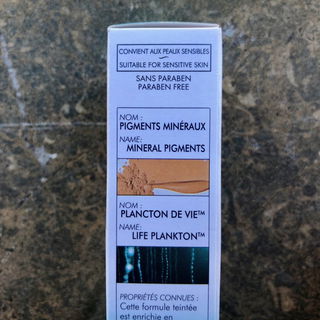 CONVIENT AUX PEAUX SENSIBLES
SUITABLE FOR SENSITIVE SKIN
SANS PARABEN
PARABEN FREE
NOM :
PIGMENTS MINÉRAUX
NAME:
MINERAL PIGMENTS
NOM :
PLANCTON DE VIE™
NAME:
LIFE PLANKTON™
PROPRIÉTÉS CONNUES :
Cette formule teintée
est enrichie en